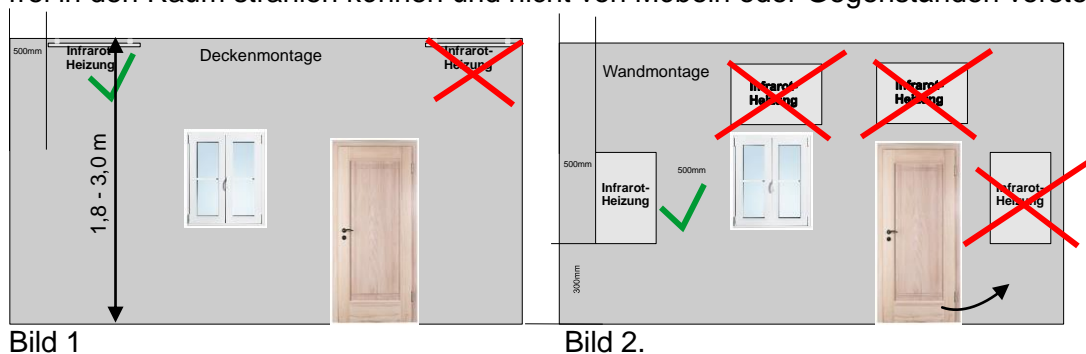 frei in den Raum strahlen können und nicht von Möbeln oder Gegenständen verste
500mm
Infrarot-
Heizung
Deckenmontage
Infrarot-
Heizung
1,8 - 3,0 m
Bild 1
Wandmontage
Infrarot-
Heizung
Infrarot-
Heizung
500mm
500mm
Infrarot-
Heizung
Infrarot-
Heizung
300mm
Bild 2.